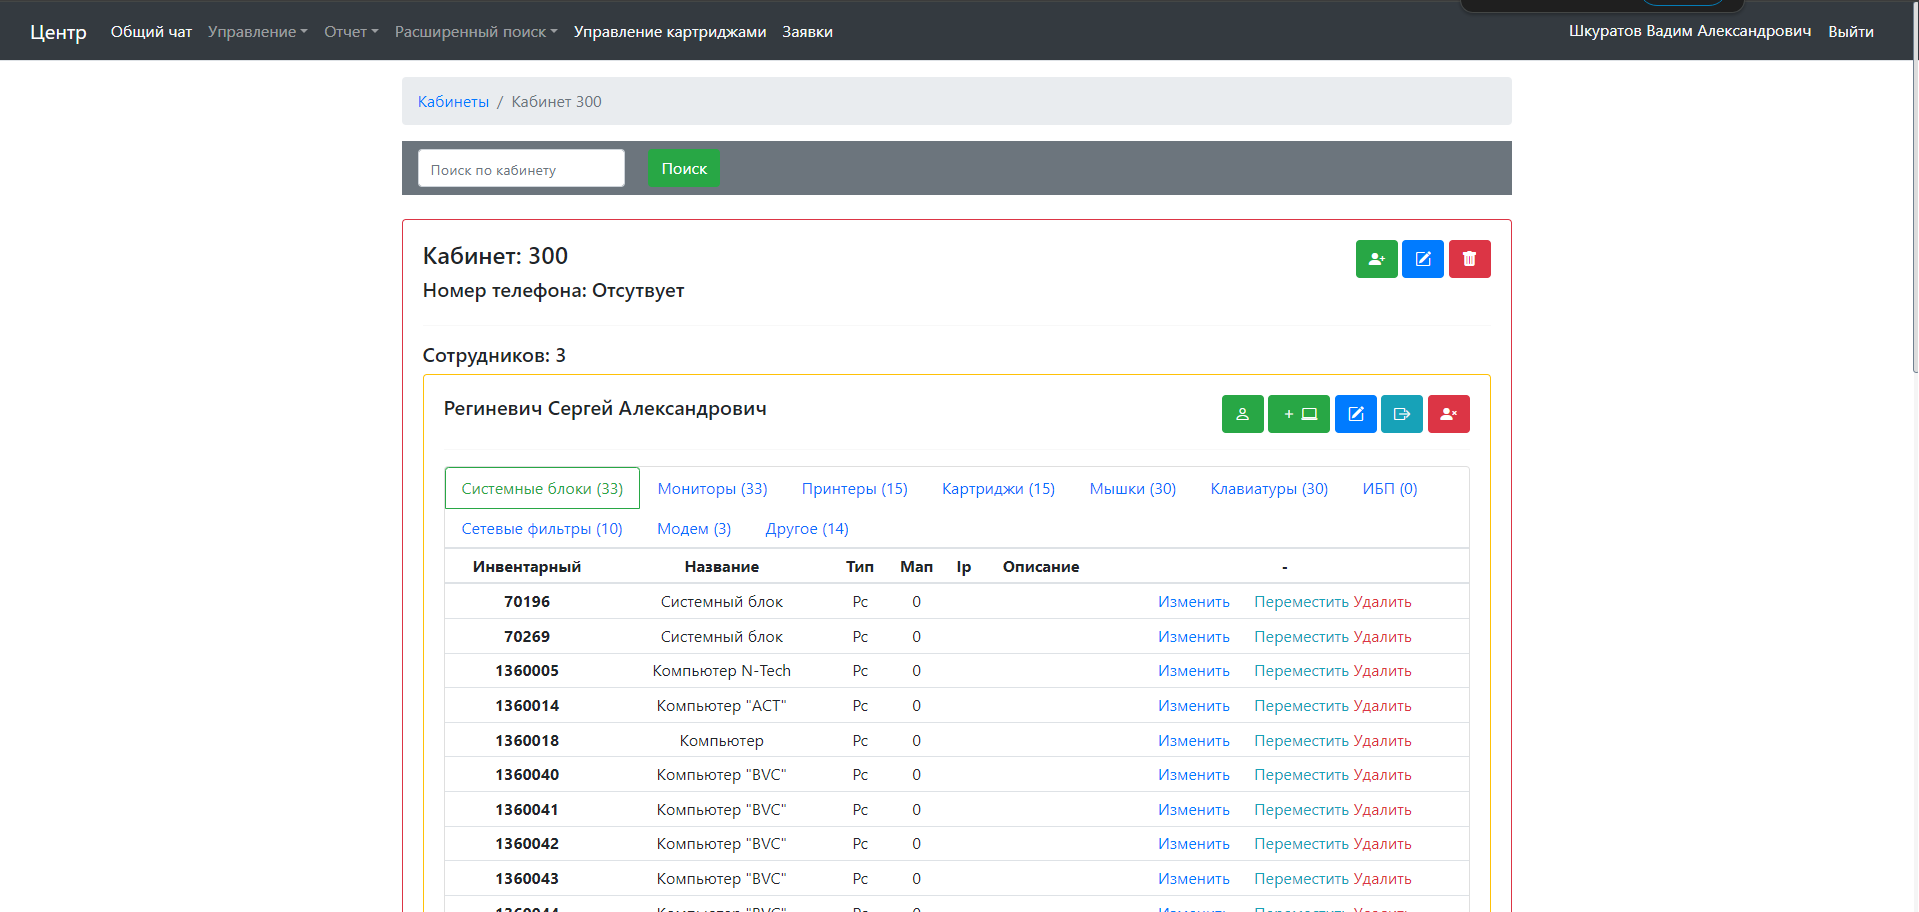 Центр Общий чат Управление Отчет Расширенный поиск Управление картриджами Заявки Шкуратов Вадим Александрович Выйти
Кабинеты / Кабинет 300
Поиск по кабинету Поиск
Кабинет: 300
Номер телефона: Отсутвует
Сотрудников: 3
Региневич Сергей Александрович
Системные блоки (33) Мониторы (33) Принтеры (15) Картриджи (15) Мышки (30) Клавиатуры (30) ИБП (0)
Сетевые фильтры (10) Модем (3) Другое (14)
Инвентарный Название Тип Мап Ip Описание -
70196 Системный блок Pc 0 Изменить Переместить Удалить
70269 Системный блок Pc 0 Изменить Переместить Удалить
1360005 Компьютер N-Tech Pc 0 Изменить Переместить Удалить
1360014 Компьютер "АСТ" Pc 0 Изменить Переместить Удалить
1360018 Компьютер Pc 0 Изменить Переместить Удалить
1360040 Компьютер "BVC" Pc 0 Изменить Переместить Удалить
1360041 Компьютер "BVC" Pc 0 Изменить Переместить Удалить
1360042 Компьютер "BVC" Pc 0 Изменить Переместить Удалить
1360043 Компьютер "BVC" Pc 0 Изменить Переместить Удалить